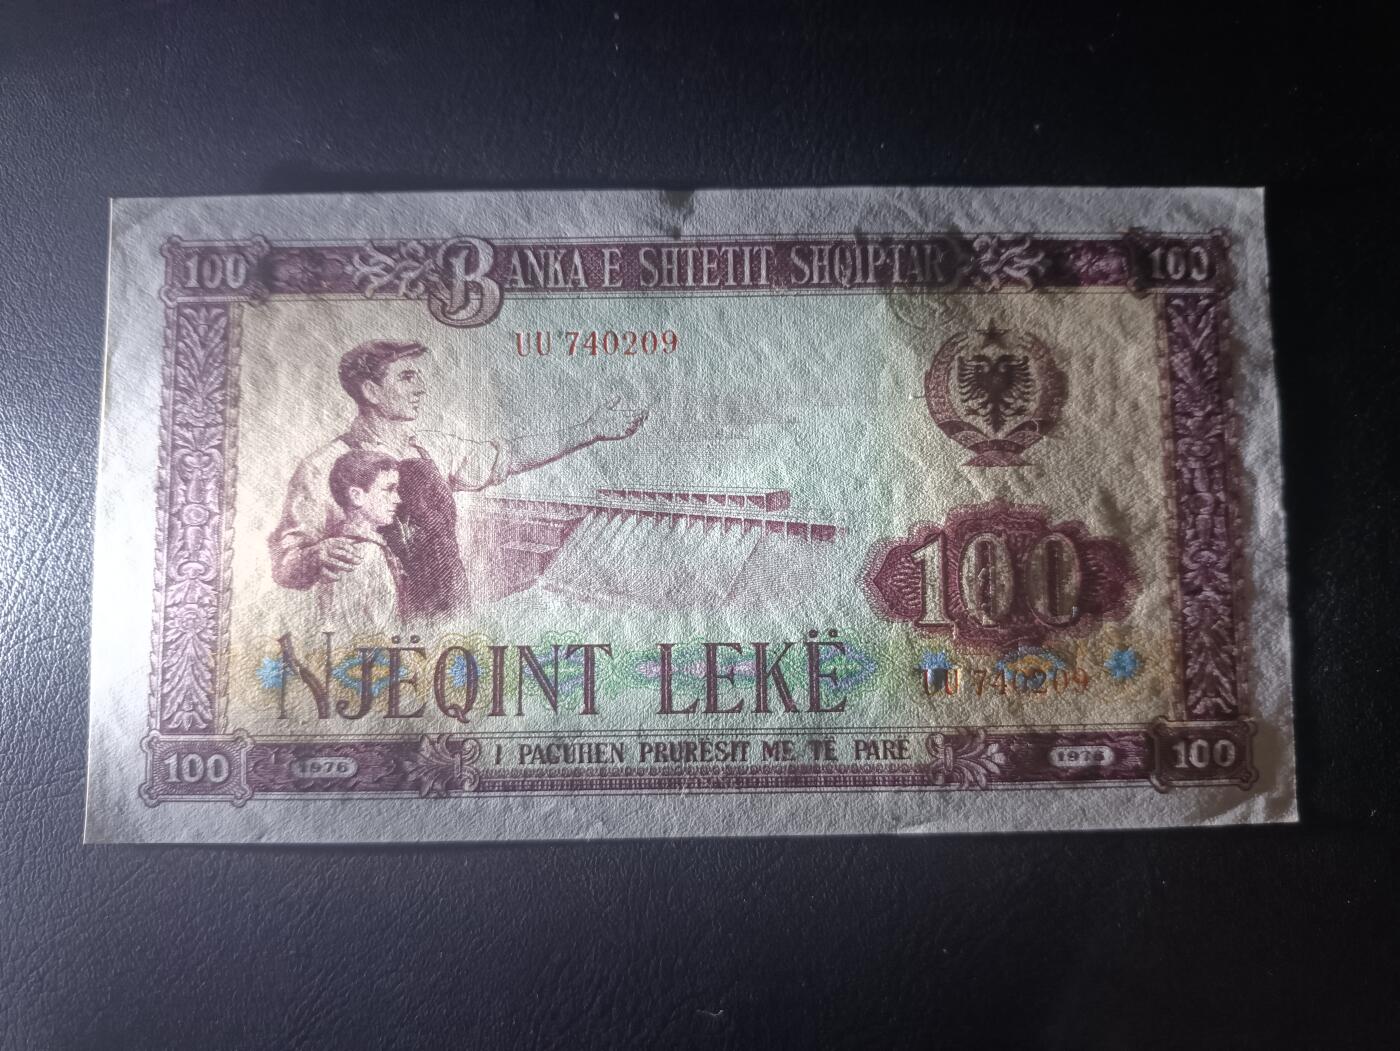 100 BANKA E SHTETIT SHQIPTAR 100
UU 740209
100
NJËQINT LEKË
UU 740209
I PAGUHEN PRURËSIT ME TË PARË
100 1976 1976 100